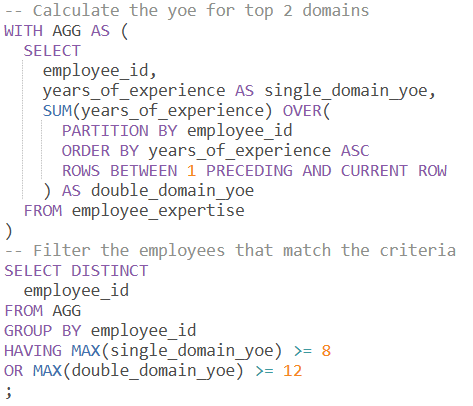 -- Calculate the yoe for top 2 domains
WITH AGG AS (
  SELECT
    employee_id,
    years_of_experience AS single_domain_yoe,
    SUM(years_of_experience) OVER(
      PARTITION BY employee_id
      ORDER BY years_of_experience ASC
      ROWS BETWEEN 1 PRECEDING AND CURRENT ROW
    ) AS double_domain_yoe
  FROM employee_expertise
)
-- Filter the employees that match the criteria
SELECT DISTINCT
  employee_id
FROM AGG
GROUP BY employee_id
HAVING MAX(single_domain_yoe) >= 8
OR MAX(double_domain_yoe) >= 12
;